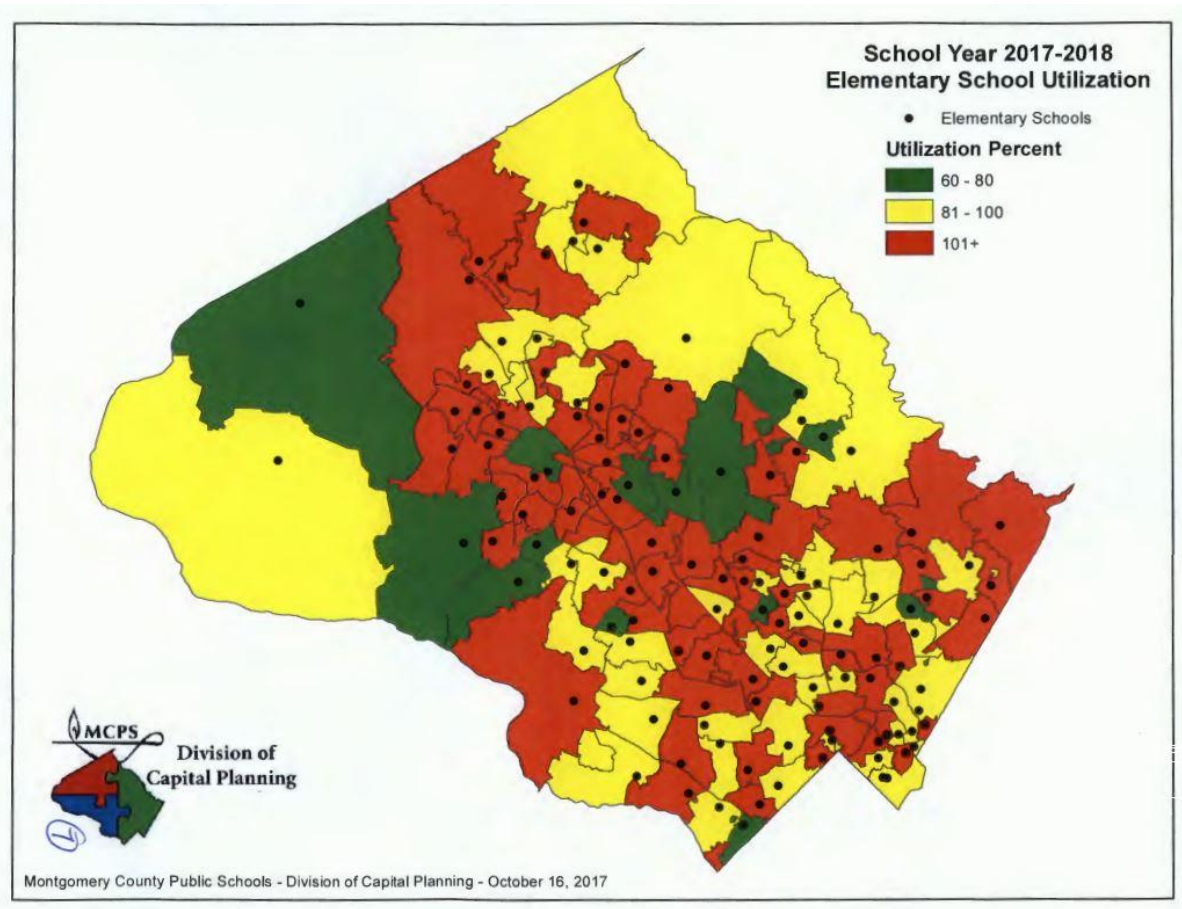 School Year 2017-2018
Elementary School Utilization
Elementary Schools
Utilization Percent
60 - 80
81 - 100
101+
MCPS
Division of
Capital Planning
7
Montgomery County Public Schools - Division of Capital Planning - October 16, 2017